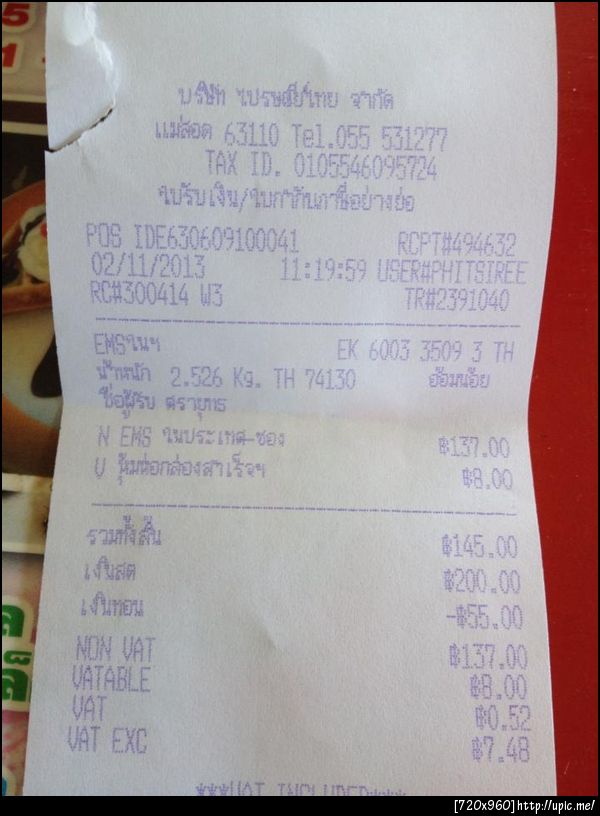 บริษัท ไปรษณีย์ไทย จำกัด
แม่สอด 63110 Tel.055 531277
TAX ID. 0105546095724
ใบรับเงิน/ใบกำกับภาษีอย่างย่อ
POS IDE630609100041 RCPT#494632
02/11/2013 11:19:59 USER#PHITSIREE
RC#300414 W3 TR#2391040
EMSในฯ EK 6003 3509 3 TH
น้ำหนัก 2.526 Kg. TH 74130 อ้อมน้อย
ชื่อผู้รับ ศรายุทธ
N EMS ในประเทศ-ซอง ฿137.00
U หุ้มห่อกล่องสำเร็จฯ ฿8.00
รวมทั้งสิ้น ฿145.00
เงินสด ฿200.00
เงินทอน -฿55.00
NON VAT ฿137.00
VATABLE ฿8.00
VAT ฿0.52
VAT EXC ฿7.48
***VAT INCLUDED***
[720x960]http://upic.me/